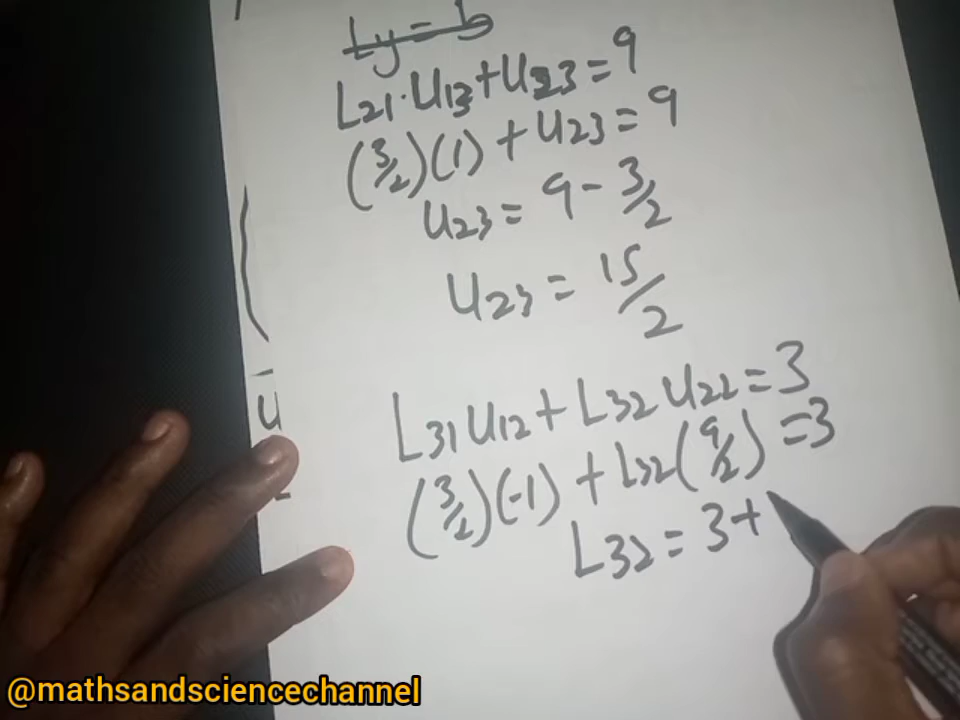 Ly = b
L21 · U13 + U23 = 9
(3/2)(1) + U23 = 9
U23 = 9 - 3/2
U23 = 15/2
L31 U12 + L32 U22 = 3
(3/2)(-1) + L32(9/2) = 3
L32 = 3 +
U
@mathsandsciencechannel